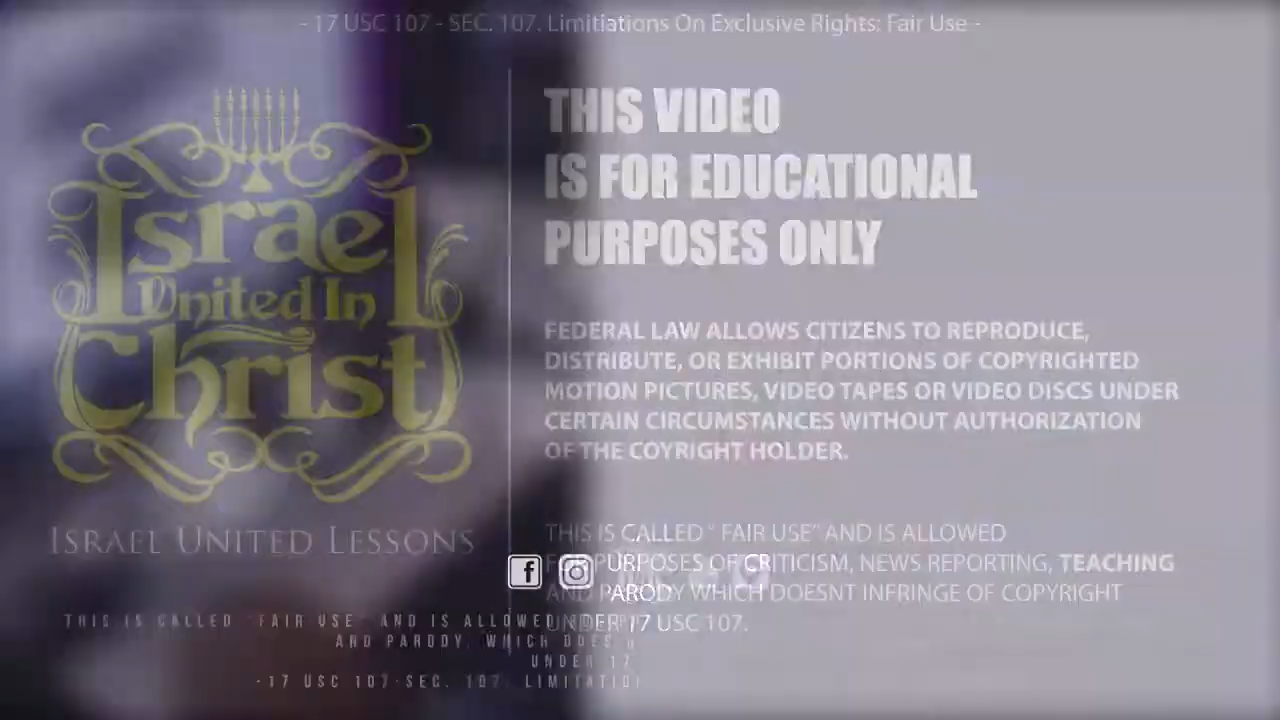 - 17 USC 107 - SEC. 107. Limitiations On Exclusive Rights: Fair Use -
Israel
United In
Christ
ISRAEL UNITED LESSONS
THIS VIDEO
IS FOR EDUCATIONAL
PURPOSES ONLY
FEDERAL LAW ALLOWS CITIZENS TO REPRODUCE,
DISTRIBUTE, OR EXHIBIT PORTIONS OF COPYRIGHTED
MOTION PICTURES, VIDEO TAPES OR VIDEO DISCS UNDER
CERTAIN CIRCUMSTANCES WITHOUT AUTHORIZATION
OF THE COYRIGHT HOLDER.
THIS IS CALLED " FAIR USE" AND IS ALLOWED
FOR PURPOSES OF CRITICISM, NEWS REPORTING, TEACHING
AND PARODY WHICH DOESNT INFRINGE OF COPYRIGHT
UNDER 17 USC 107.
THIS IS CALLED "FAIR USE" AND IS ALLOWED
AND PARODY, WHICH DOES
UNDER 17
-17 USC 107-SEC. 107.